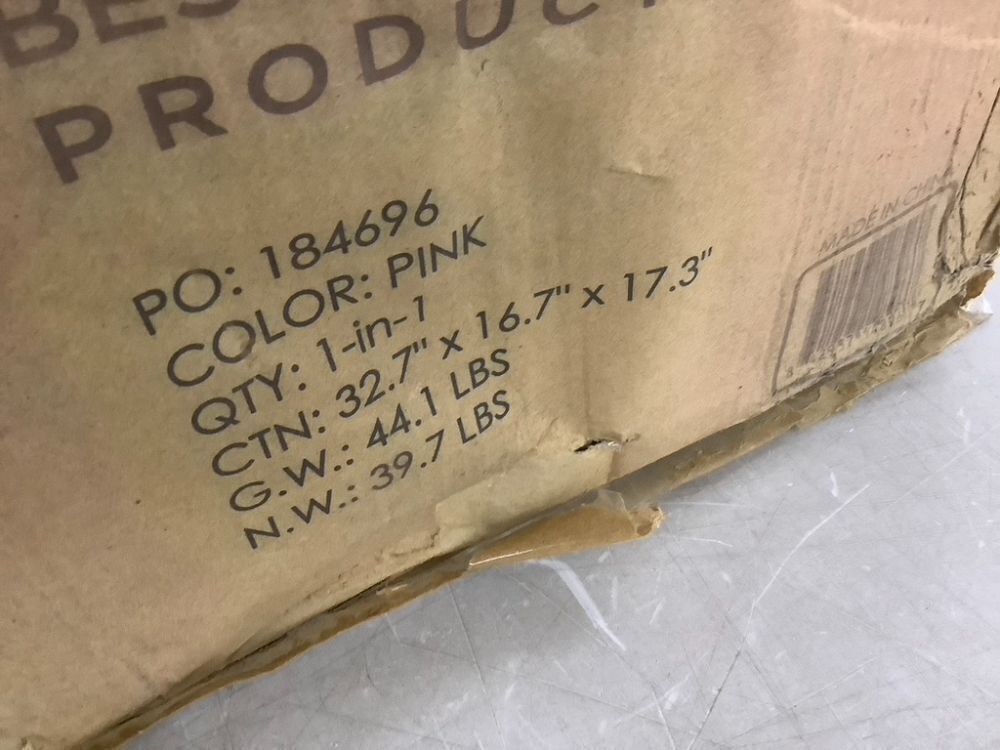 PRODUCT
PO: 184696
COLOR: PINK
QTY: 1-in-1
CTN: 32.7" x 16.7" x 17.3"
G.W.: 44.1 LBS
N.W.: 39.7 LBS
MADE IN CHINA